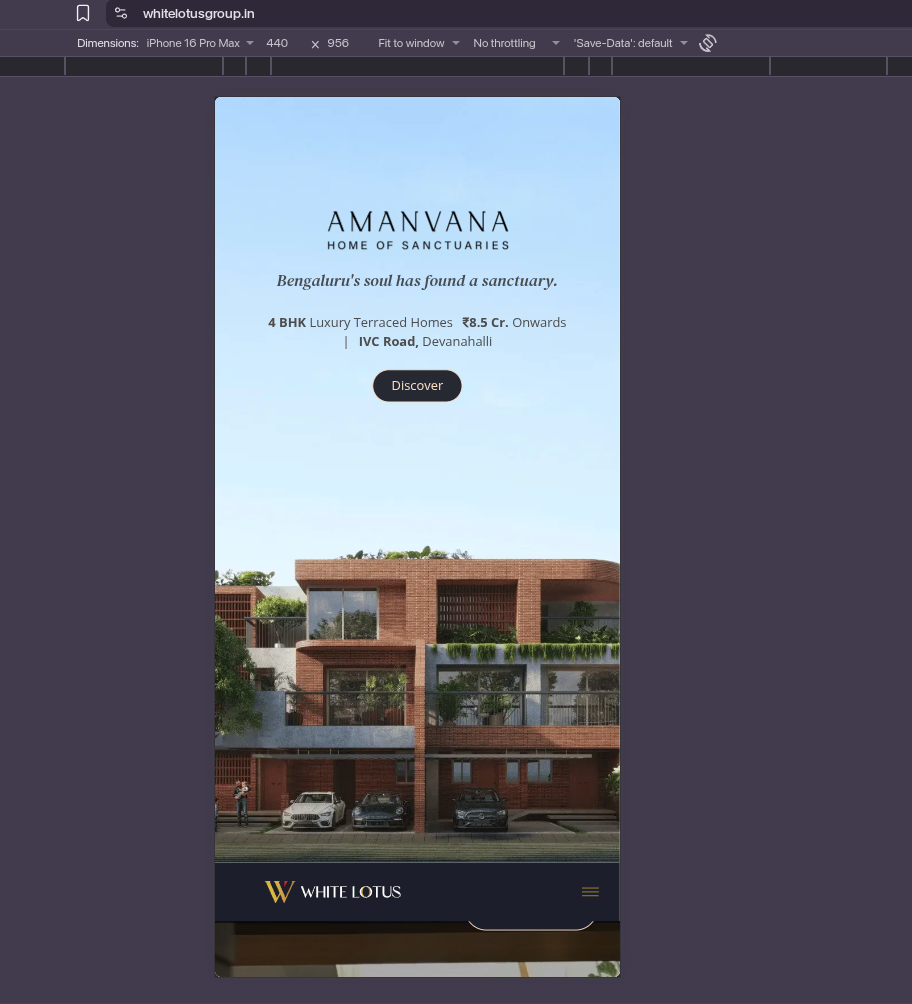 whitelotusgroup.in
Dimensions: iPhone 16 Pro Max 440 x 956 Fit to window No throttling 'Save-Data': default
AMANVANA
HOME OF SANCTUARIES
Bengaluru's soul has found a sanctuary.
4 BHK Luxury Terraced Homes ₹8.5 Cr. Onwards
| IVC Road, Devanahalli
Discover
WHITE LOTUS